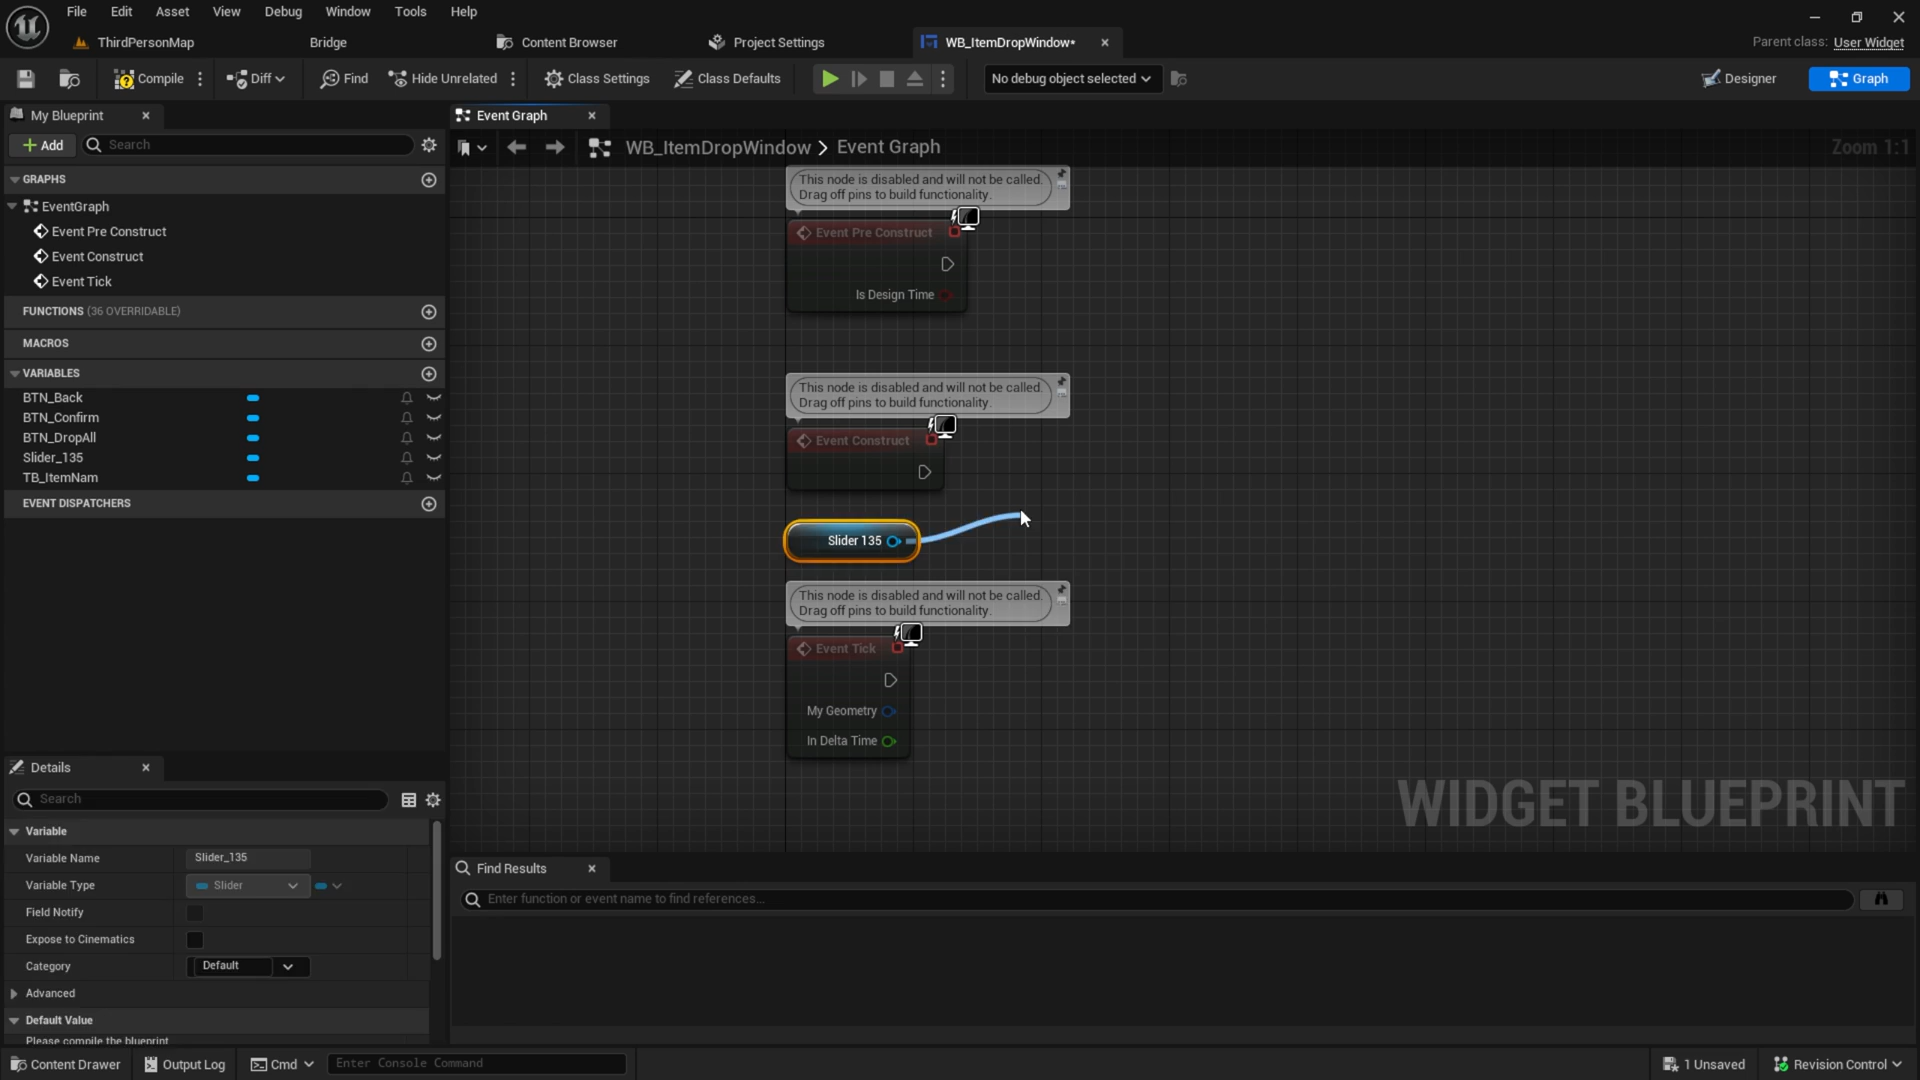 File Edit Asset View Debug Window Tools Help
ThirdPersonMap Bridge Content Browser Project Settings WB_ItemDropWindow* Parent class: User Widget
Compile Diff Find Hide Unrelated Class Settings Class Defaults No debug object selected Designer Graph
My Blueprint
Add Search
Event Graph
WB_ItemDropWindow > Event Graph
Zoom 1:1
GRAPHS
EventGraph
Event Pre Construct
Event Construct
Event Tick
FUNCTIONS (36 OVERRIDABLE)
MACROS
VARIABLES
BTN_Back
BTN_Confirm
BTN_DropAll
Slider_135
TB_ItemNam
EVENT DISPATCHERS
This node is disabled and will not be called.
Drag off pins to build functionality.
Event Pre Construct
Is Design Time
This node is disabled and will not be called.
Drag off pins to build functionality.
Event Construct
Slider 135
This node is disabled and will not be called.
Drag off pins to build functionality.
Event Tick
My Geometry
In Delta Time
WIDGET BLUEPRINT
Details
Search
Variable
Variable Name Slider_135
Variable Type Slider
Field Notify
Expose to Cinematics
Category Default
Advanced
Default Value
Please compile the blueprint
Find Results
Enter function or event name to find references...
Content Drawer Output Log Cmd Enter Console Command 1 Unsaved Revision Control